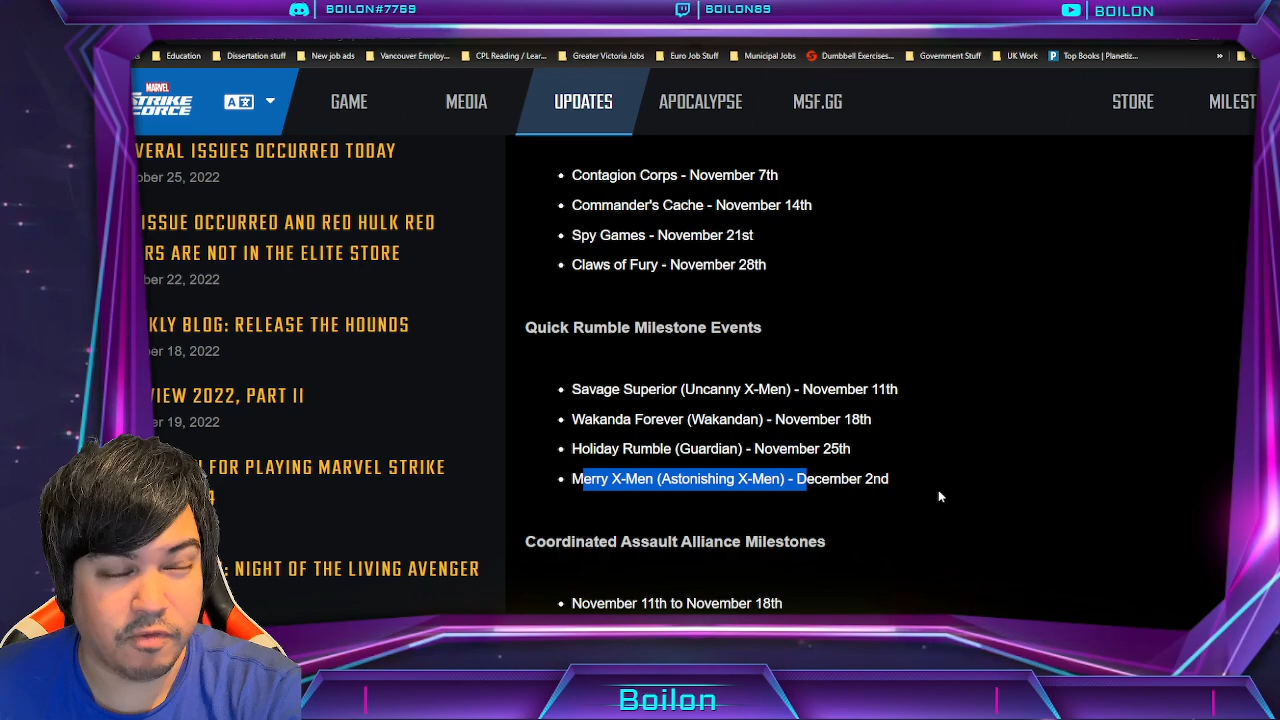 BOILON#7769
BOILON89
BOILON
Education
Dissertation stuff
New job ads
Vancouver Employ...
CPL Reading / Lear...
Greater Victoria Jobs
Euro Job Stuff
Municipal Jobs
Dumbbell Exercises...
Government Stuff
UK Work
Top Books | Planetiz...
»
MARVEL
STRIKE
FORCE
GAME
MEDIA
UPDATES
APOCALYPSE
MSF.GG
STORE
MILEST
VERAL ISSUES OCCURRED TODAY
ober 25, 2022
ISSUE OCCURRED AND RED HULK RED
RS ARE NOT IN THE ELITE STORE
ber 22, 2022
KLY BLOG: RELEASE THE HOUNDS
er 18, 2022
VIEW 2022, PART II
er 19, 2022
FOR PLAYING MARVEL STRIKE
: NIGHT OF THE LIVING AVENGER
Contagion Corps - November 7th
Commander's Cache - November 14th
Spy Games - November 21st
Claws of Fury - November 28th
Quick Rumble Milestone Events
Savage Superior (Uncanny X-Men) - November 11th
Wakanda Forever (Wakandan) - November 18th
Holiday Rumble (Guardian) - November 25th
Merry X-Men (Astonishing X-Men) - December 2nd
Coordinated Assault Alliance Milestones
November 11th to November 18th
Boilon